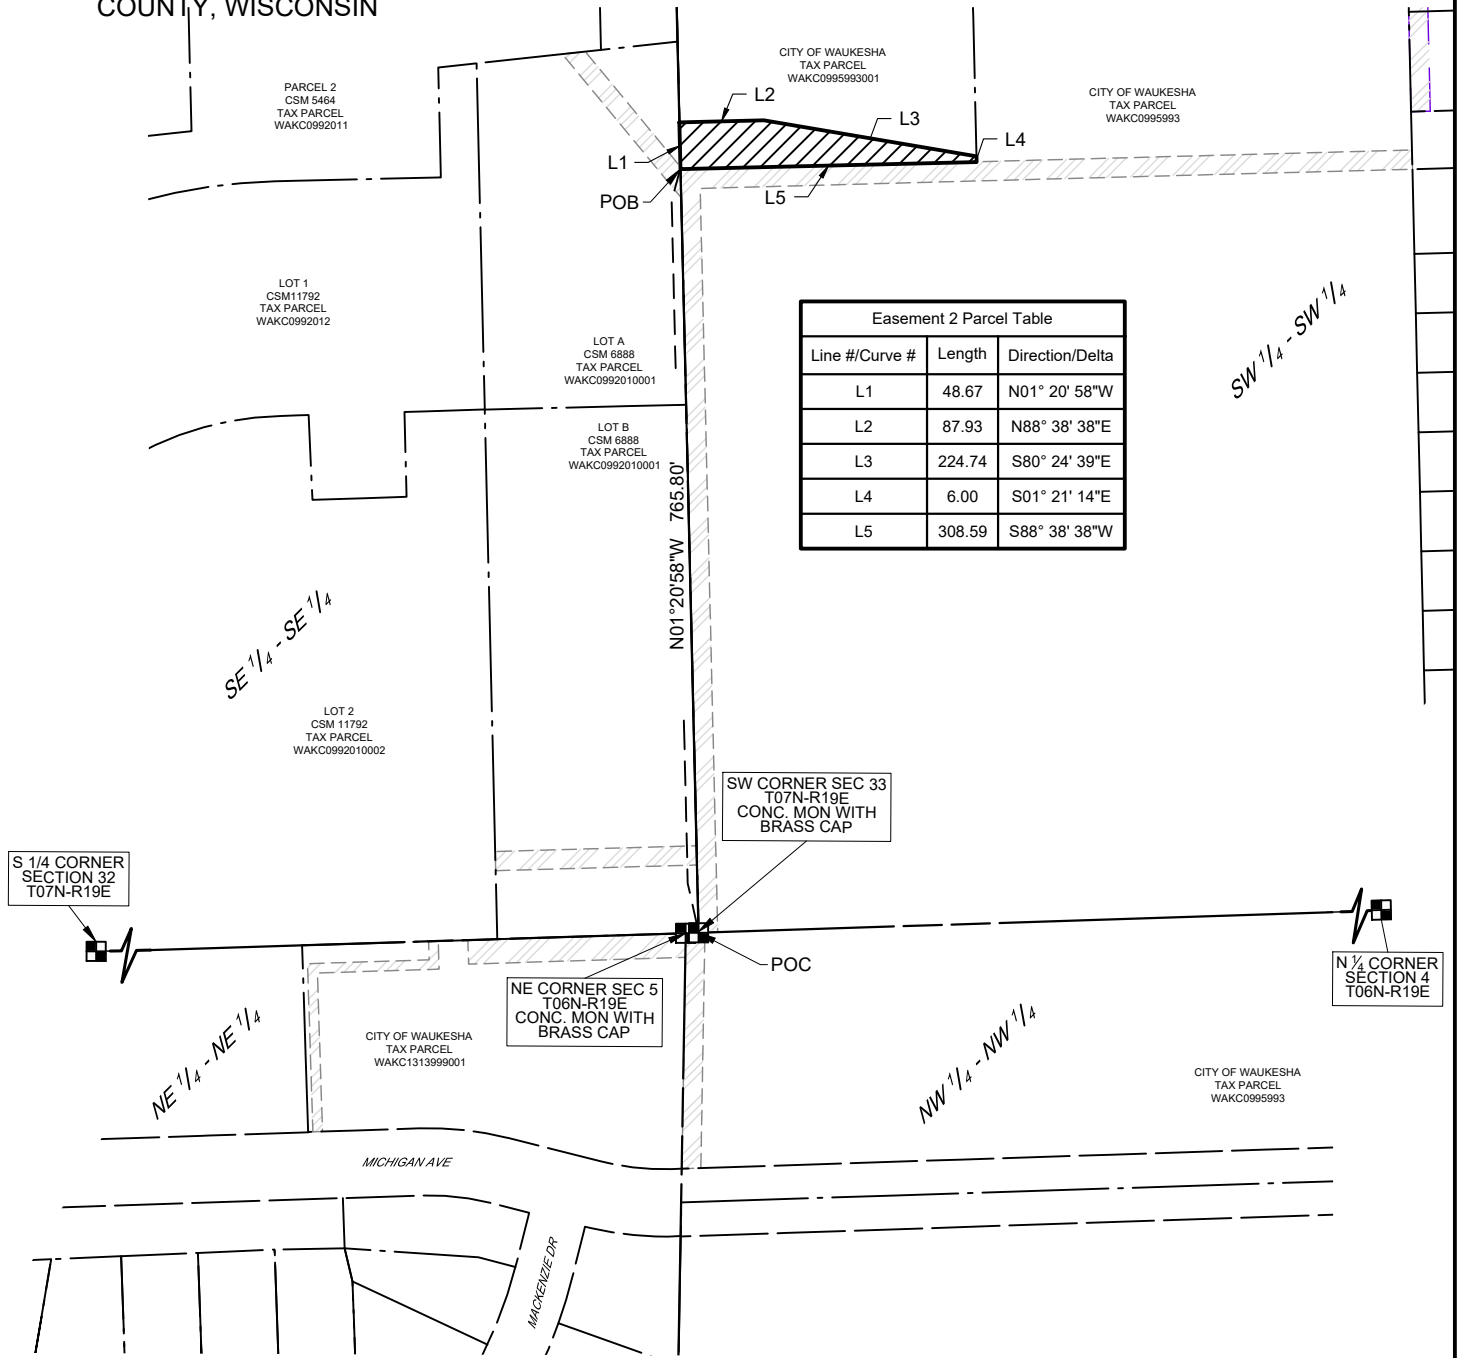 COUNTY, WISCONSIN
CITY OF WAUKESHA
TAX PARCEL
WAKC0995993001
PARCEL 2
CSM 5464
TAX PARCEL
WAKC0992011
CITY OF WAUKESHA
TAX PARCEL
WAKC0995993
L2
L3
L4
L1
POB
L5
LOT 1
CSM11792
TAX PARCEL
WAKC0992012
LOT A
CSM 6888
TAX PARCEL
WAKC0992010001
LOT B
CSM 6888
TAX PARCEL
WAKC0992010001
Easement 2 Parcel Table
Line #/Curve # Length Direction/Delta
L1 48.67 N01° 20' 58"W
L2 87.93 N88° 38' 38"E
L3 224.74 S80° 24' 39"E
L4 6.00 S01° 21' 14"E
L5 308.59 S88° 38' 38"W
SW 1/4 - SW 1/4
N01°20'58"W 765.80'
SE 1/4 - SE 1/4
LOT 2
CSM 11792
TAX PARCEL
WAKC0992010002
SW CORNER SEC 33
T07N-R19E
CONC. MON WITH
BRASS CAP
S 1/4 CORNER
SECTION 32
T07N-R19E
POC
N 1/4 CORNER
SECTION 4
T06N-R19E
NE CORNER SEC 5
T06N-R19E
CONC. MON WITH
BRASS CAP
NE 1/4 - NE 1/4
CITY OF WAUKESHA
TAX PARCEL
WAKC1313999001
NW 1/4 - NW 1/4
CITY OF WAUKESHA
TAX PARCEL
WAKC0995993
MICHIGAN AVE
MACKENZIE DR